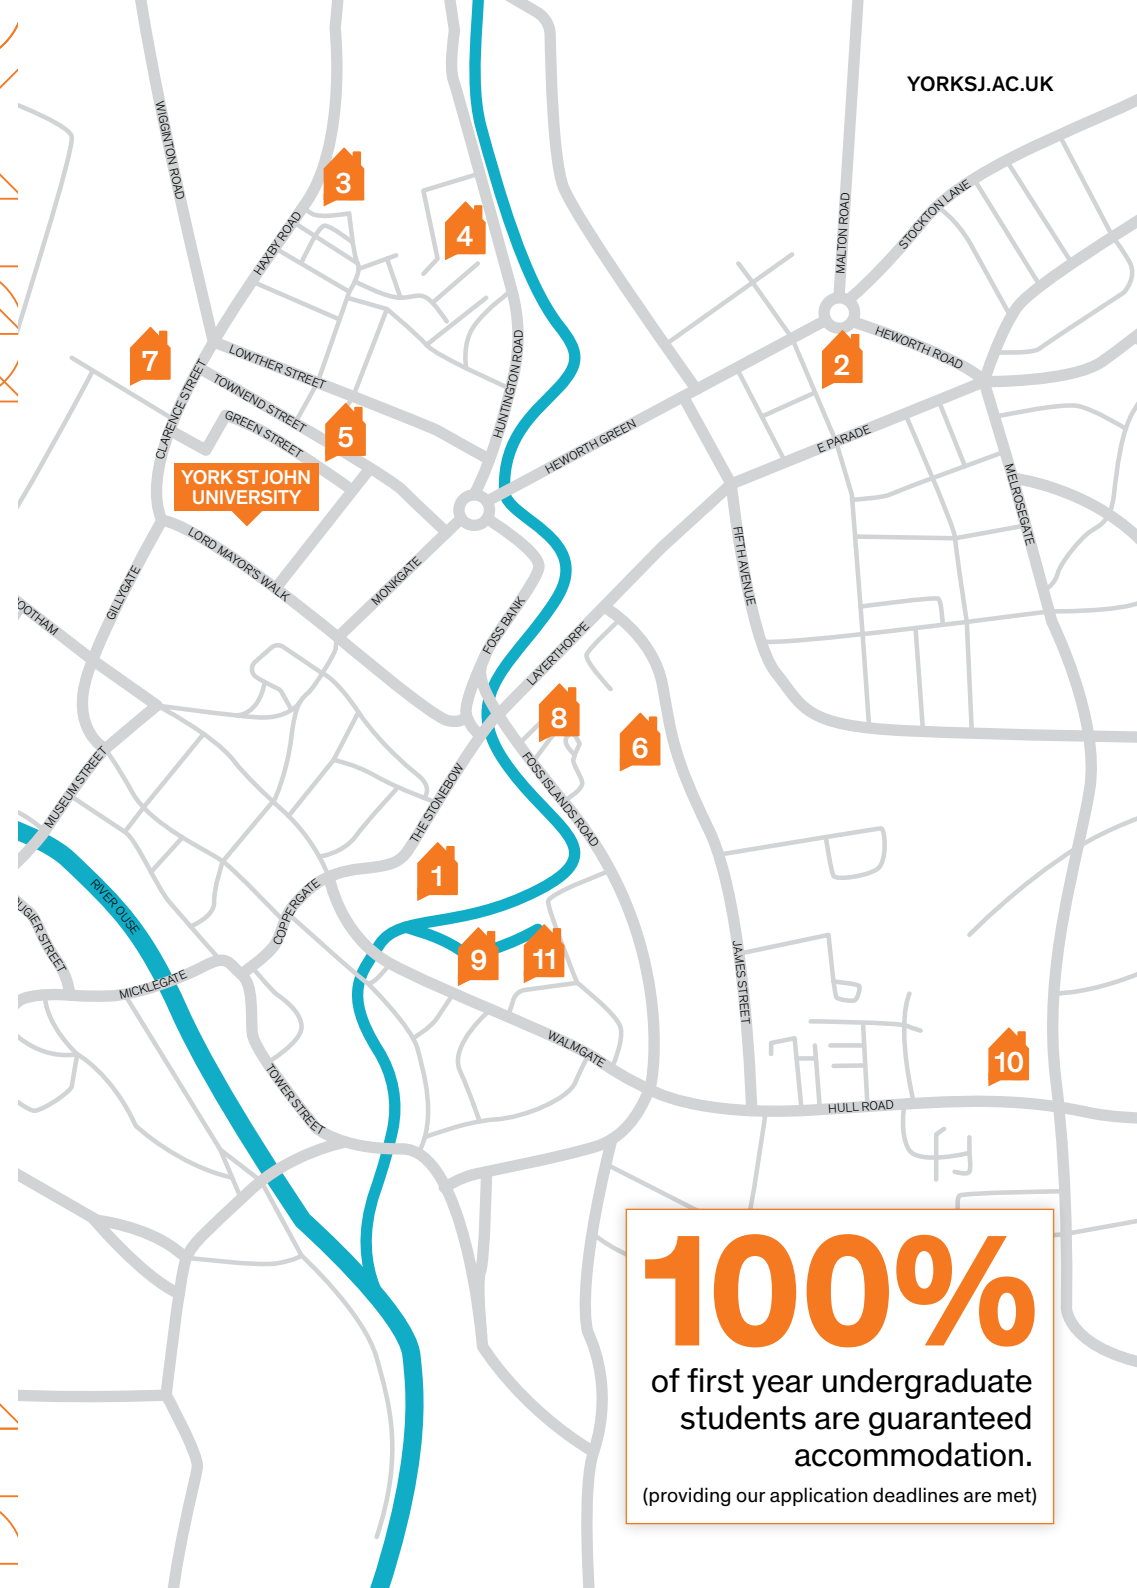 YORKSJ.AC.UK
WIGGINTON ROAD
3
HAXBY ROAD
4
MALTON ROAD
STOCKTON LANE
7
LOWTHER STREET
HUNTINGTON ROAD
2
HEWORTH ROAD
CLARENCE STREET
TOWNEND STREET
GREEN STREET
5
HEWORTH GREEN
E PARADE
YORK ST JOHN
UNIVERSITY
MELROSEGATE
LORD MAYOR'S WALK
MONKGATE
FIFTH AVENUE
GILLYGATE
OOTHAM
FOSS BANK
LAYERTHORPE
8
6
MUSEUM STREET
THE STONEBOW
FOSS ISLANDS ROAD
1
RIVER OUSE
COPPERGATE
UGIER STREET
9
11
MICKLEGATE
JAMES STREET
WALMGATE
10
TOWER STREET
HULL ROAD
100%
of first year undergraduate
students are guaranteed
accommodation.
(providing our application deadlines are met)